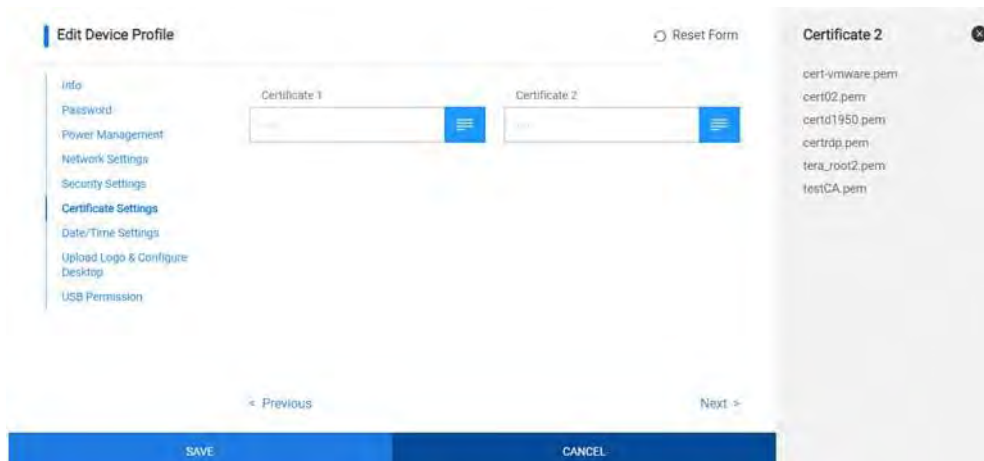 Edit Device Profile
Reset Form
Info
Password
Power Management
Network Settings
Security Settings
Certificate Settings
Date/Time Settings
Upload Logo & Configure
Desktop
USB Permission
Certificate 1
Certificate 2
< Previous
Next >
SAVE
CANCEL
Certificate 2
cert-vmware.pem
cert02.pem
certd1950.pem
certrdp.pem
tera_root2.pem
testCA.pem